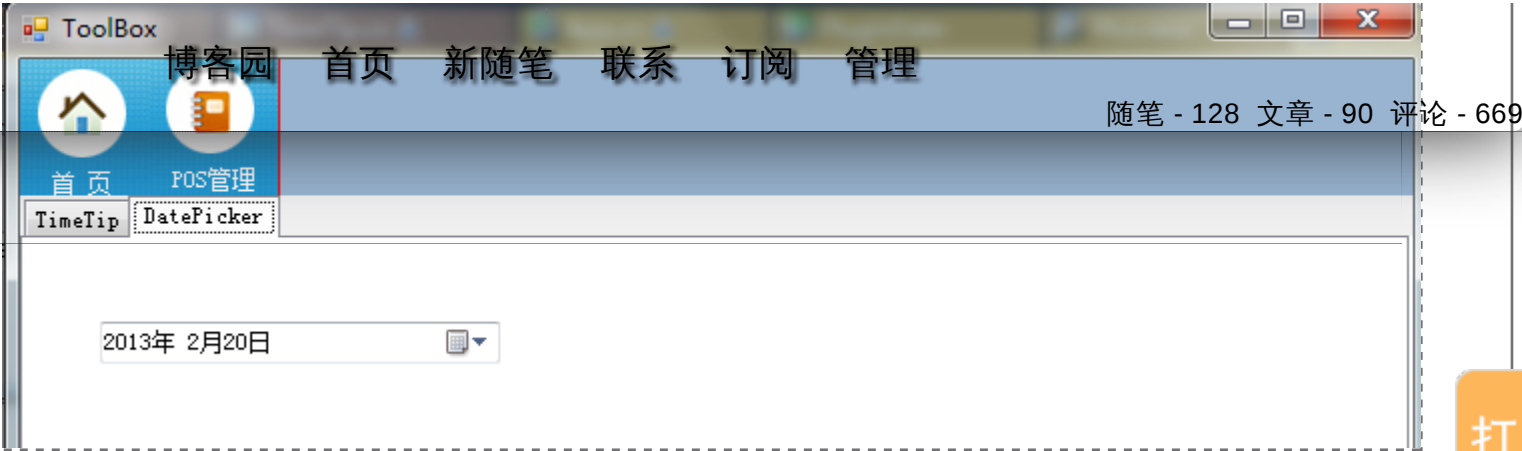 ToolBox
博客园 首页 新随笔 联系 订阅 管理
随笔 - 128 文章 - 90 评论 - 669
首 页 POS管理
TimeTip DatePicker
2013年 2月20日
打